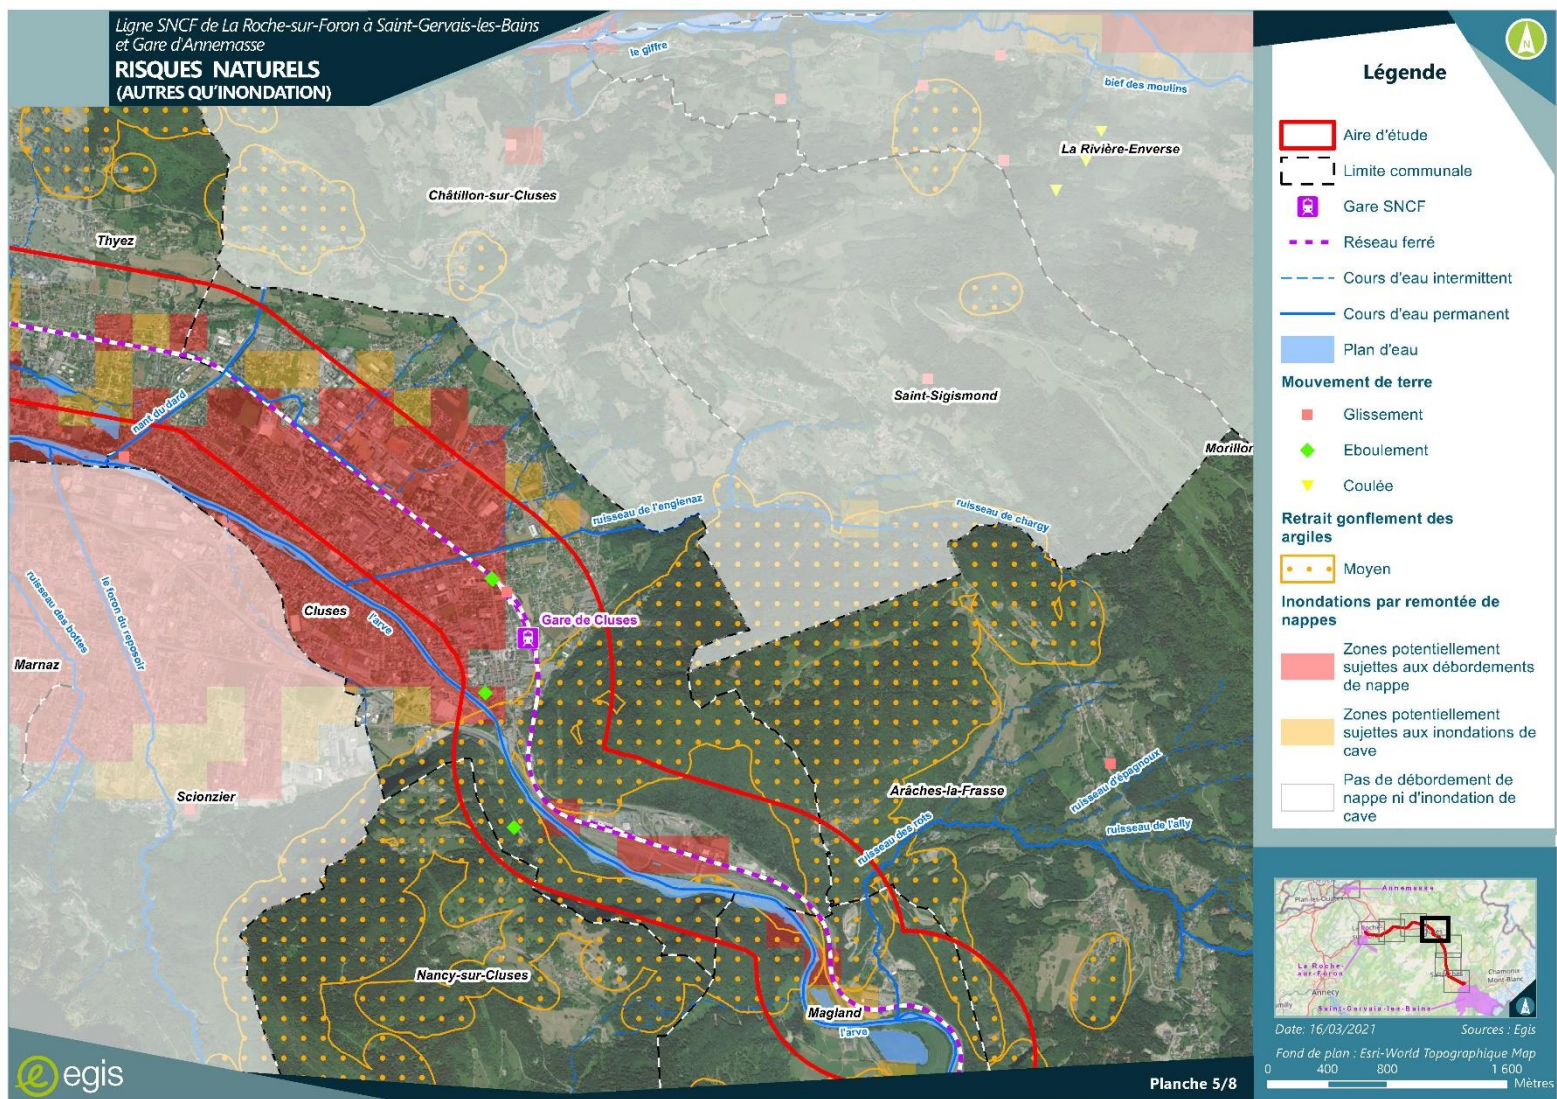 Ligne SNCF de La Roche-sur-Foron à Saint-Gervais-les-Bains
et Gare d'Annemasse
RISQUES NATURELS
(AUTRES QU'INONDATION)
le giffre
bief des moulins
La Rivière-Enverse
Châtillon-sur-Cluses
Thyez
Saint-Sigismond
Morillon
nant du dard
ruisseau de l'englenaz
ruisseau de chargy
ruisseau des bottes
le foron du reposoir
Cluses
l'arve
Gare de Cluses
Marnaz
Scionzier
Arâches-la-Frasse
ruisseau d'épagnoux
ruisseau des rots
ruisseau de l'ally
Nancy-sur-Cluses
Magland
l'arve
egis
Planche 5/8
N
Légende
Aire d'étude
Limite communale
Gare SNCF
Réseau ferré
Cours d'eau intermittent
Cours d'eau permanent
Plan d'eau
Mouvement de terre
Glissement
Eboulement
Coulée
Retrait gonflement des
argiles
Moyen
Inondations par remontée de
nappes
Zones potentiellement
sujettes aux débordements
de nappe
Zones potentiellement
sujettes aux inondations de
cave
Pas de débordement de
nappe ni d'inondation de
cave
Annemasse
Plan-les-Ouates
La Roche-
sur-Foron
Annecy
Chamonix
Mont-Blanc
Saint-Gervais-les-Bains
Date: 16/03/2021
Sources : Egis
Fond de plan : Esri-World Topographique Map
0 400 800 1 600
Mètres